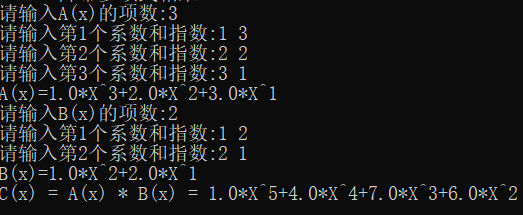 请输入A(x)的项数:3
请输入第1个系数和指数:1 3
请输入第2个系数和指数:2 2
请输入第3个系数和指数:3 1
A(x)=1.0*X^3+2.0*X^2+3.0*X^1
请输入B(x)的项数:2
请输入第1个系数和指数:1 2
请输入第2个系数和指数:2 1
B(x)=1.0*X^2+2.0*X^1
C(x) = A(x) * B(x) = 1.0*X^5+4.0*X^4+7.0*X^3+6.0*X^2